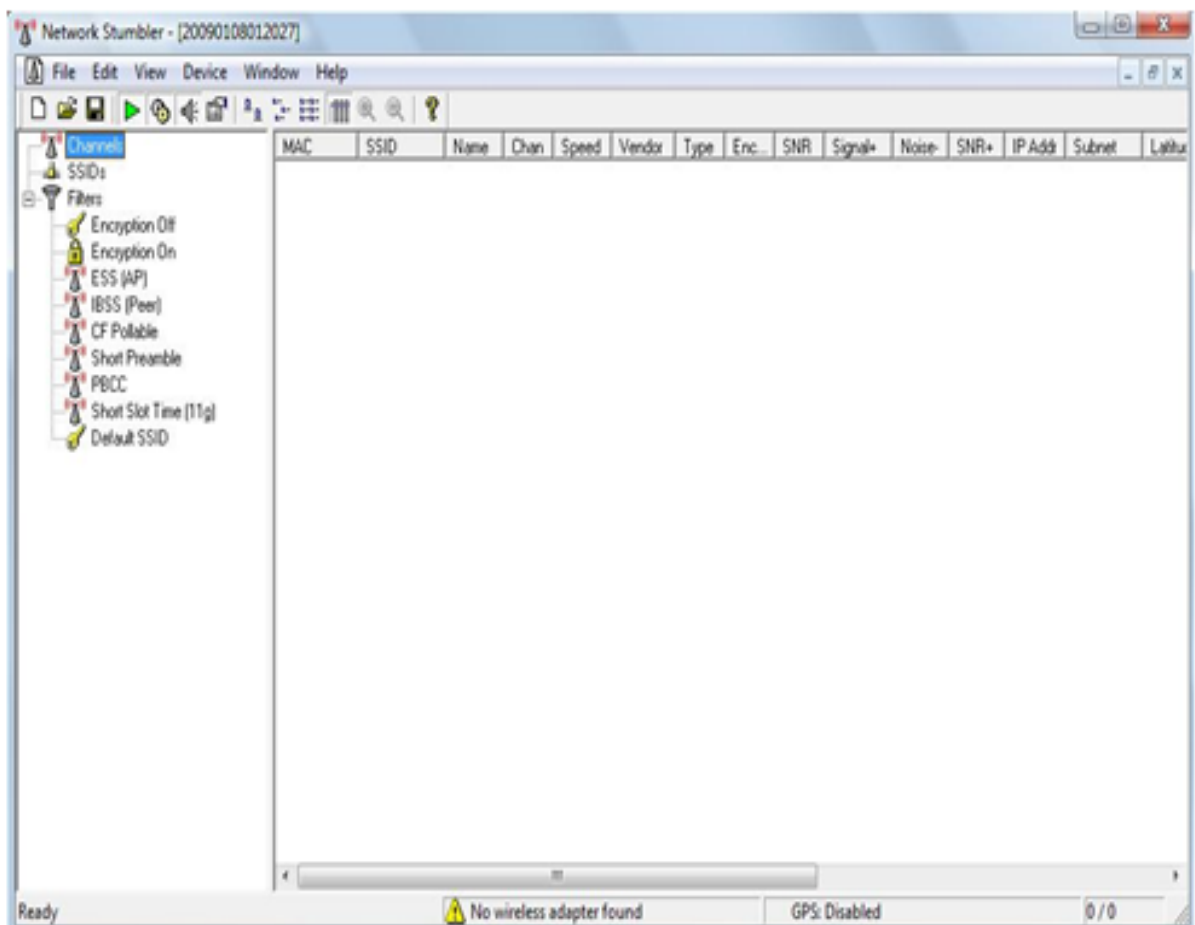 Network Stumbler - [20090108012027]
File Edit View Device Window Help
Channels
SSIDs
Filters
Encryption Off
Encryption On
ESS (AP)
IBSS (Peer)
CF Pollable
Short Preamble
PBCC
Short Slot Time (11g)
Default SSID
MAC SSID Name Chan Speed Vendor Type Enc... SNR Signal+ Noise- SNR+ IP Addr Subnet Latitud
Ready No wireless adapter found GPS: Disabled 0 / 0